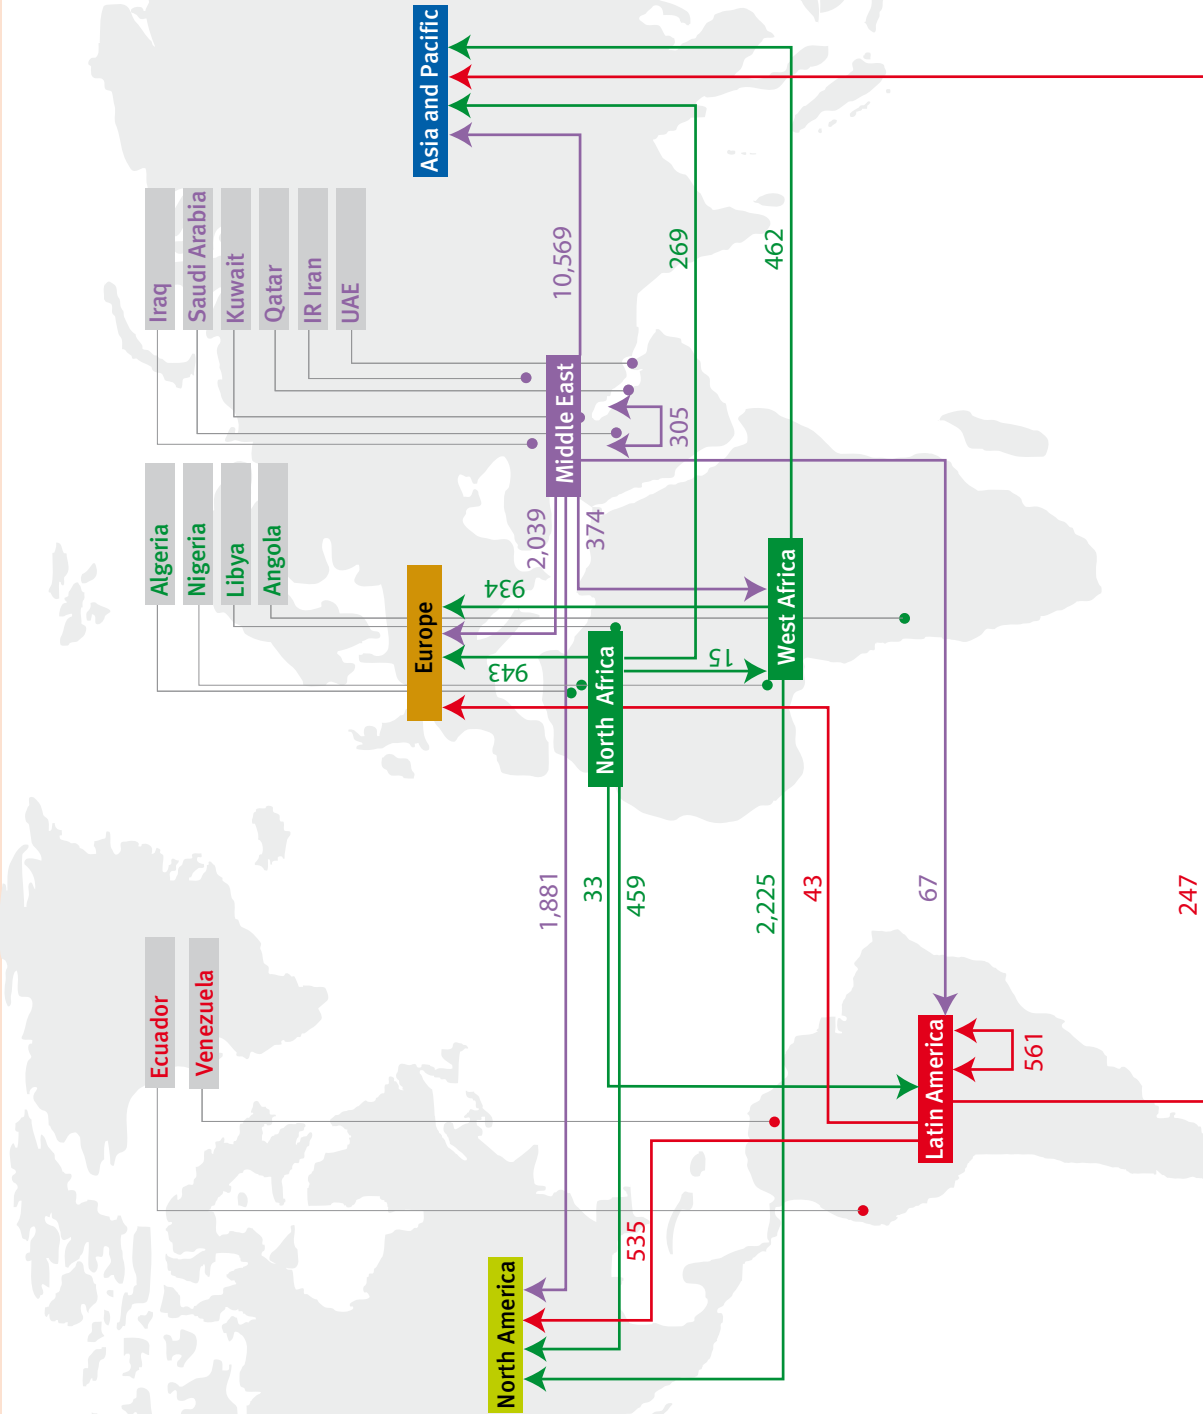 Ecuador
Venezuela
Algeria
Nigeria
Libya
Angola
Iraq
Saudi Arabia
Kuwait
Qatar
IR Iran
UAE
Asia and Pacific
Europe
North America
Middle East
North Africa
West Africa
Latin America
10,569
269
462
305
2,039
374
934
943
15
1,881
33
459
2,225
43
67
247
535
561